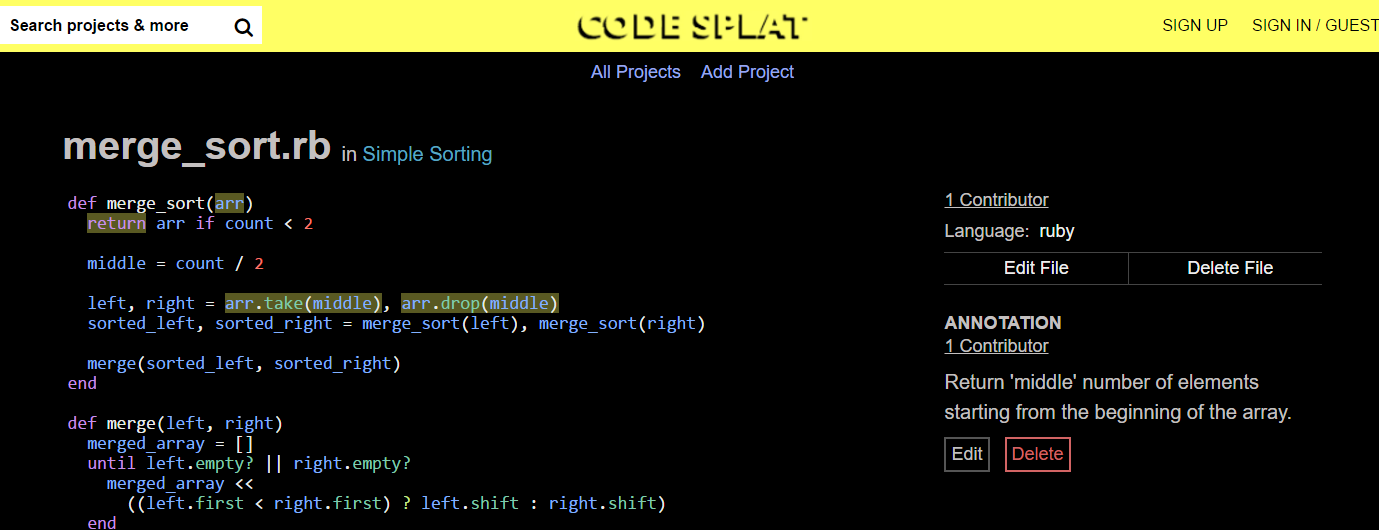 Search projects & more
CODE SPLAT
SIGN UP SIGN IN / GUEST
All Projects Add Project
merge_sort.rb in Simple Sorting
def merge_sort(arr)
  return arr if count < 2
  middle = count / 2
  left, right = arr.take(middle), arr.drop(middle)
  sorted_left, sorted_right = merge_sort(left), merge_sort(right)
  merge(sorted_left, sorted_right)
end
def merge(left, right)
  merged_array = []
  until left.empty? || right.empty?
    merged_array <<
      ((left.first < right.first) ? left.shift : right.shift)
  end
1 Contributor
Language: ruby
Edit File Delete File
ANNOTATION
1 Contributor
Return 'middle' number of elements
starting from the beginning of the array.
Edit Delete